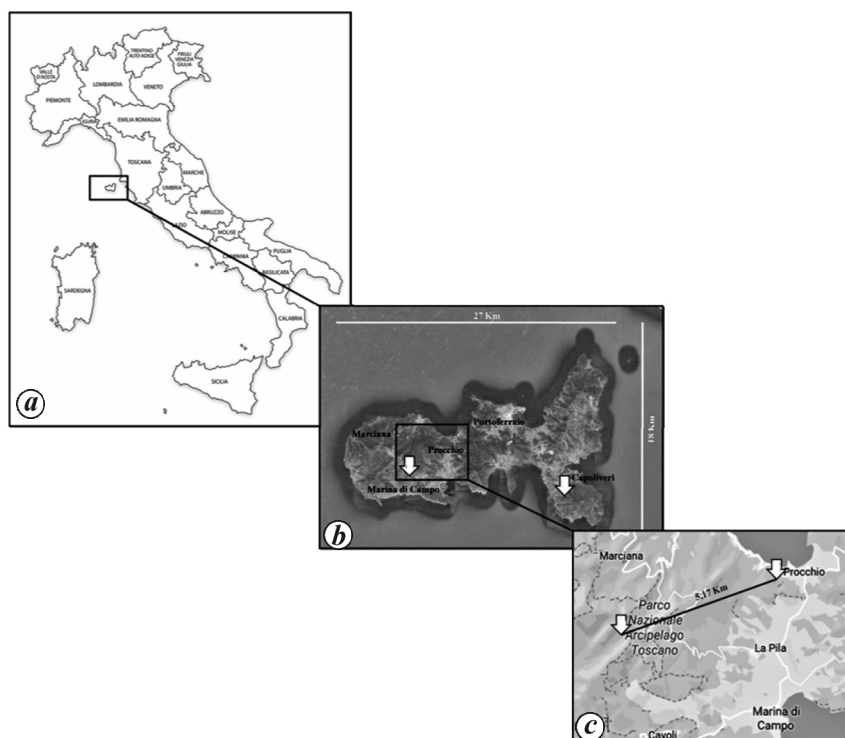 TRENTINO
ALTO ADIGE
FRIULI
VENEZIA
GIULIA
VALLE
D'AOSTA
LOMBARDIA
VENETO
PIEMONTE
EMILIA ROMAGNA
TOSCANA
MARCHE
UMBRIA
ABRUZZO
LAZIO
MOLISE
CAMPANIA
PUGLIA
BASILICATA
SARDEGNA
CALABRIA
SICILIA
a
27 Km
18 Km
Portoferraio
Marciana
Procchio
Capoliveri
Marina di Campo
b
Marciana
Procchio
5,17 Km
Parco
Nazionale
Arcipelago
Toscano
La Pila
Marina di
Campo
Cavoli
c